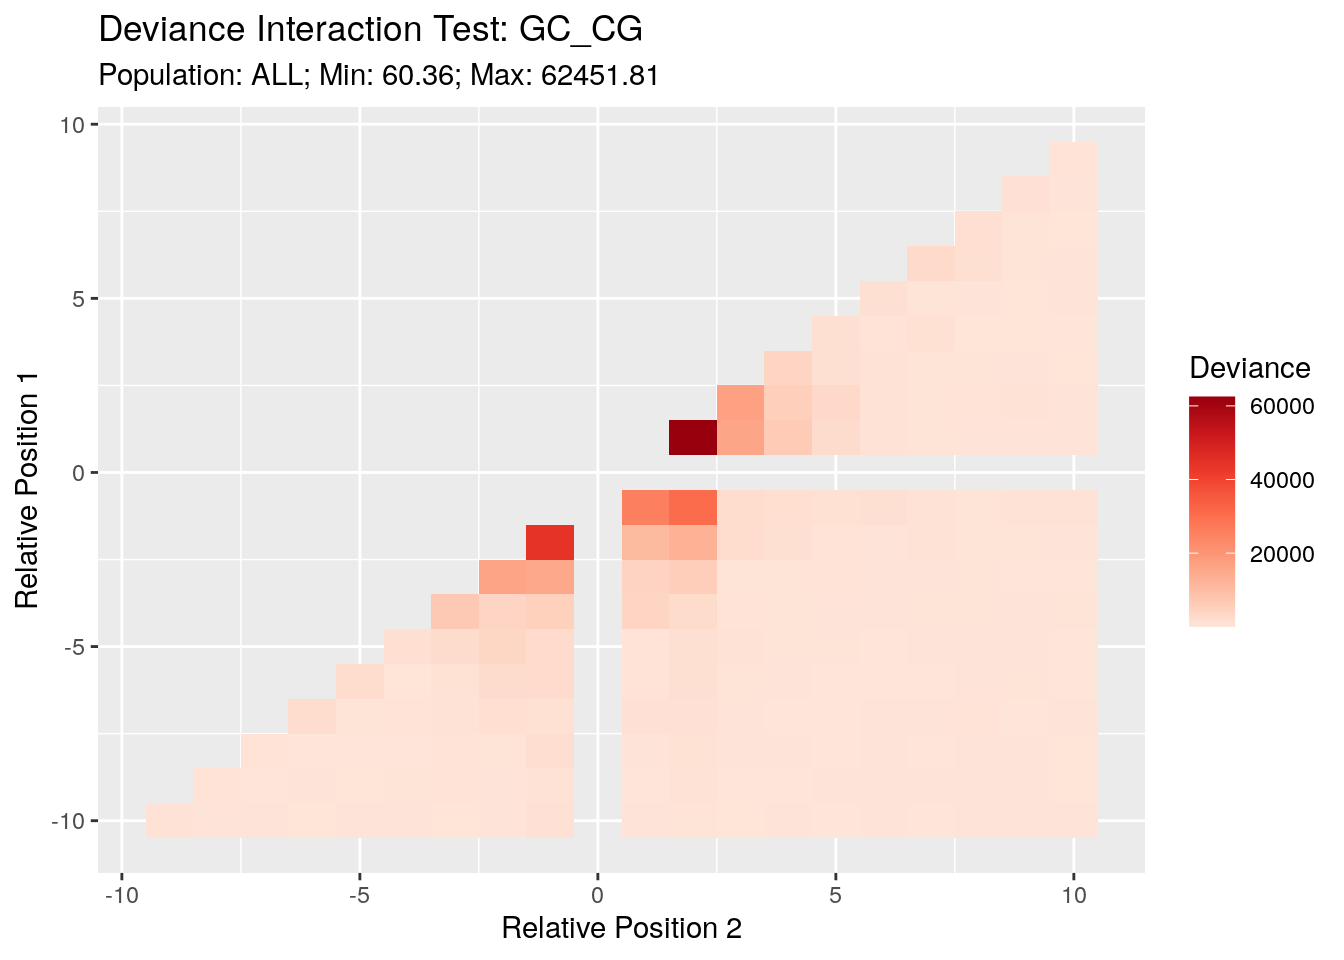 Deviance Interaction Test: GC_CG
Population: ALL; Min: 60.36; Max: 62451.81
10
5
0
-5
-10
Relative Position 1
-10
-5
0
5
10
Relative Position 2
Deviance
60000
40000
20000